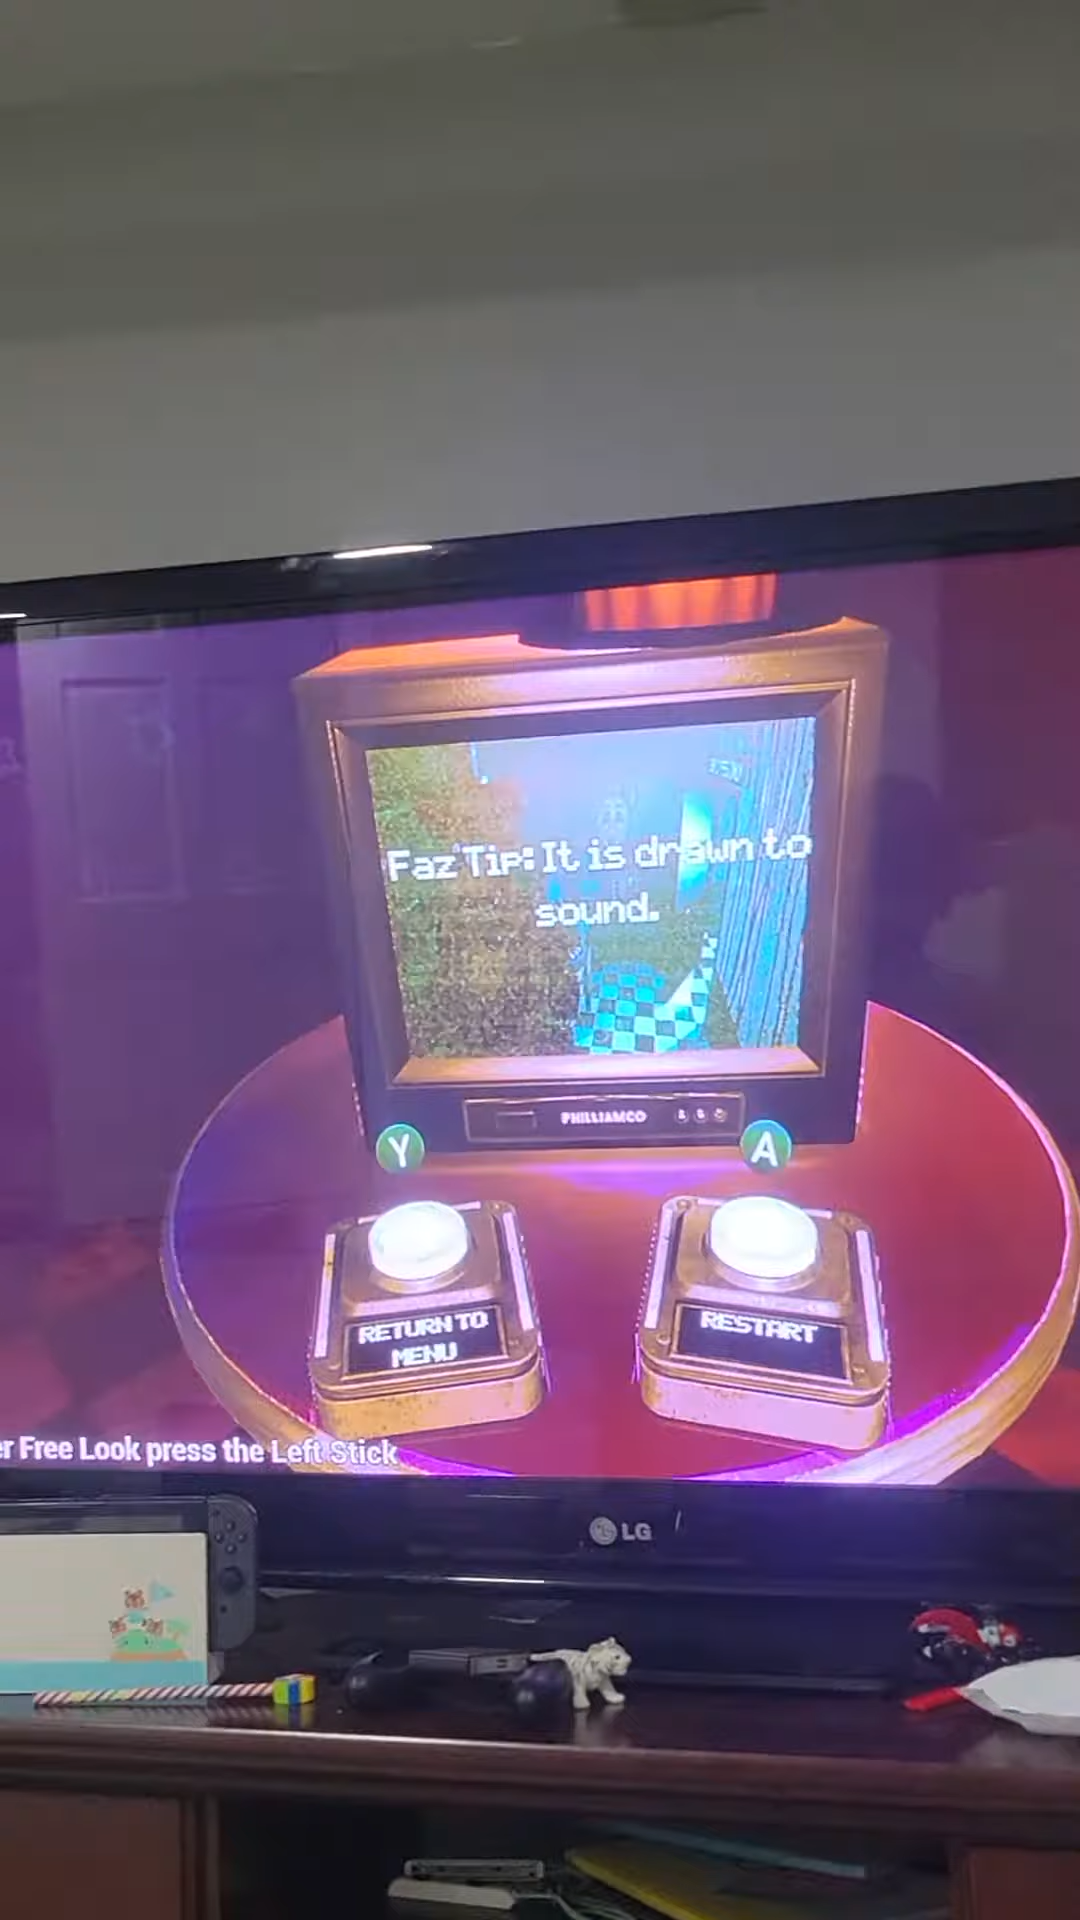 Faz Tip: It is drawn to
sound.
PHILLIAMCO
Y
A
RETURN TO
MENU
RESTART
Free Look press the Left Stick
LG